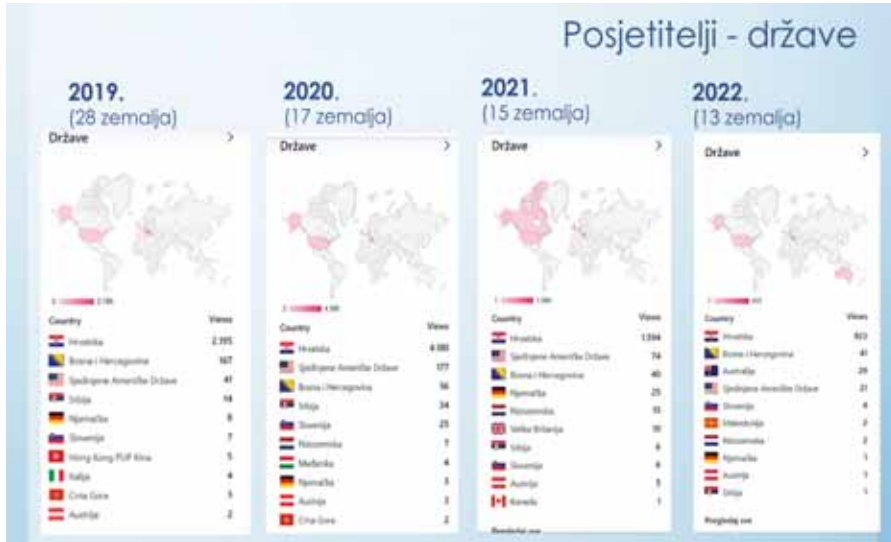 Posjetitelji - države
2019.
(28 zemalja)
Države
Country Views
Hrvatska 2.195
Bosna i Hercegovina 167
Sjedinjene Američke Države 41
Srbija 14
Njemačka 8
Slovenija 7
Hong Kong PUP Kina 5
Italija 4
Crna Gora 3
Austrija 2
2020.
(17 zemalja)
Države
Country Views
Hrvatska
Sjedinjene Američke Države 177
Bosna i Hercegovina 56
Srbija 34
Slovenija 25
Nizozemska 7
Mađarska 4
Njemačka 3
Austrija 3
Crna Gora 2
2021.
(15 zemalja)
Države
Country Views
Hrvatska 1.594
Sjedinjene Američke Države 74
Bosna i Hercegovina 40
Njemačka 25
Nizozemska
Velika Britanija
Srbija 6
Slovenija 6
Austrija 5
Kanada 1
Pogledaj sve
2022.
(13 zemalja)
Države
Country Views
Hrvatska 822
Bosna i Hercegovina 41
Australija 29
Sjedinjene Američke Države 21
Slovenija 4
Makedonija 2
Nizozemska 2
Njemačka 1
Austrija 1
Srbija 1
Pogledaj sve